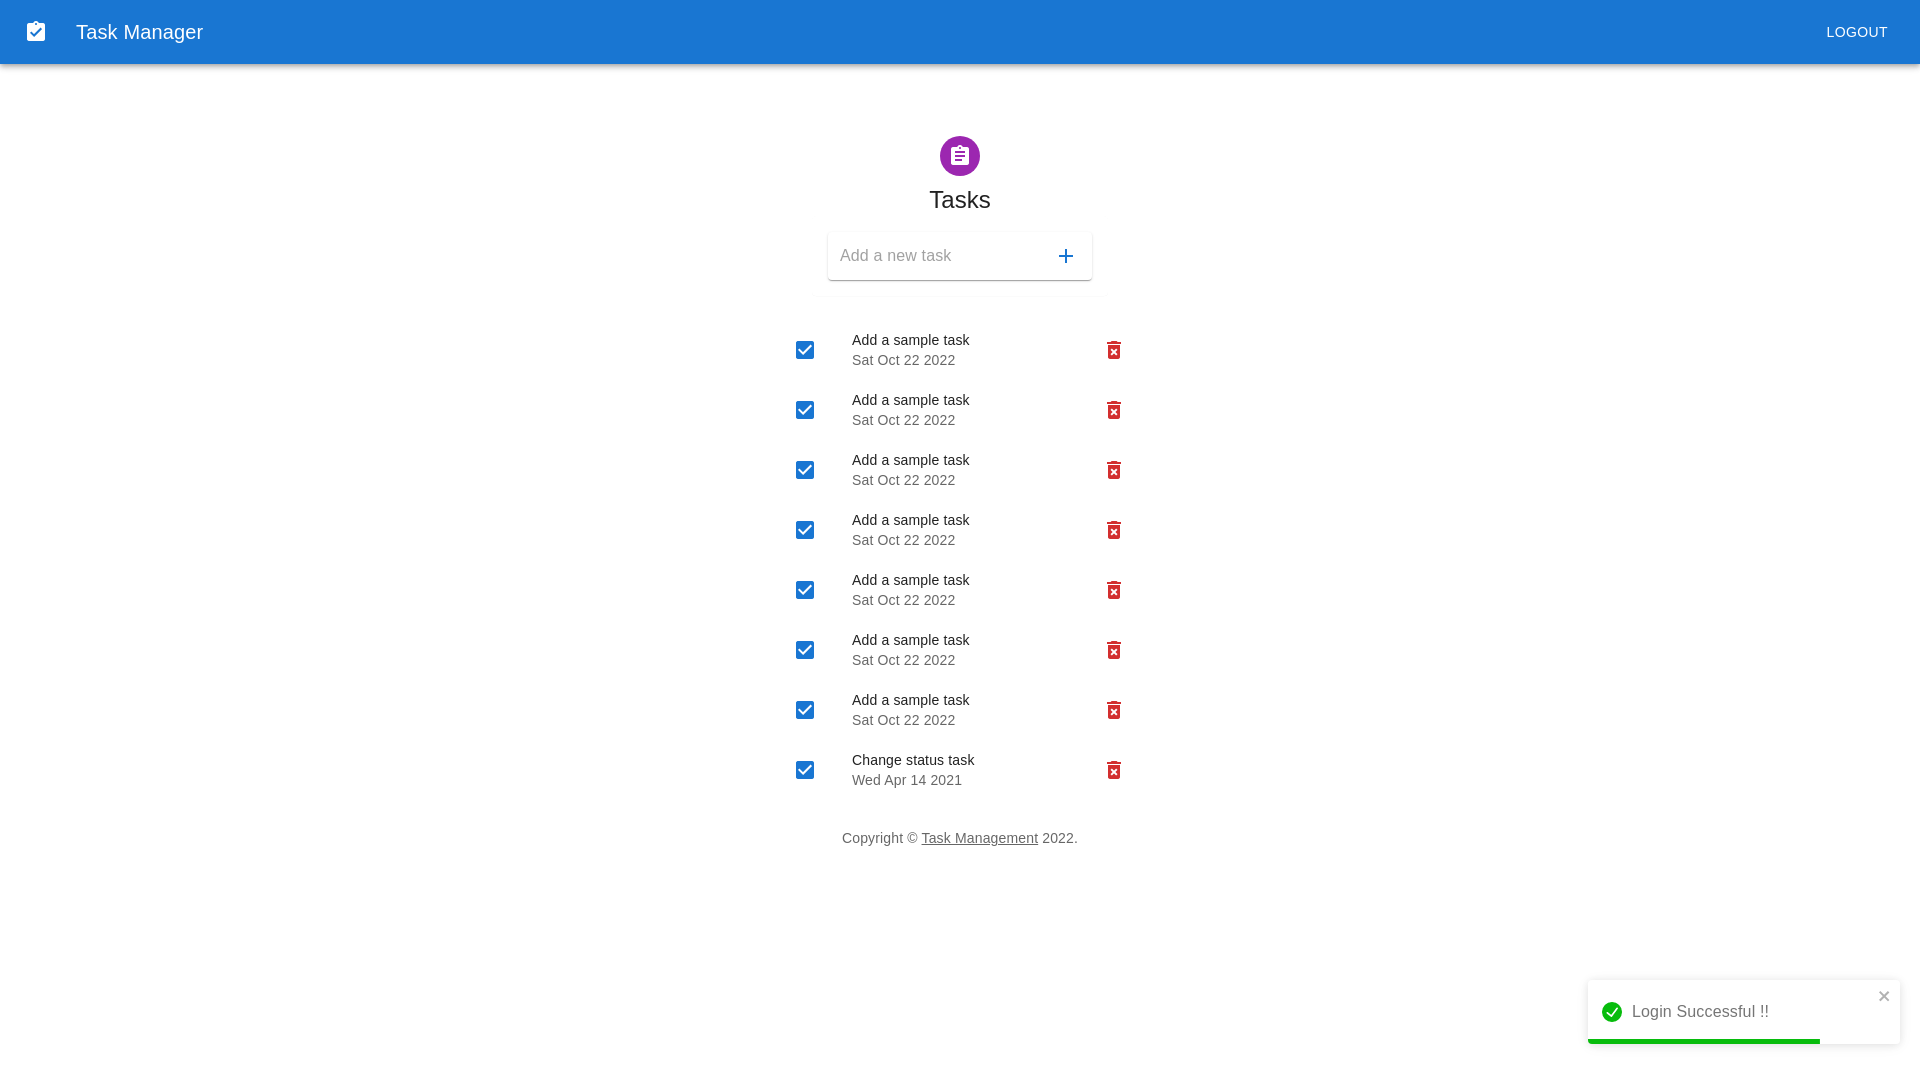 Task Manager
LOGOUT
Tasks
Add a new task
Add a sample task
Sat Oct 22 2022
Add a sample task
Sat Oct 22 2022
Add a sample task
Sat Oct 22 2022
Add a sample task
Sat Oct 22 2022
Add a sample task
Sat Oct 22 2022
Add a sample task
Sat Oct 22 2022
Add a sample task
Sat Oct 22 2022
Change status task
Wed Apr 14 2021
Copyright © Task Management 2022.
Login Successful !!